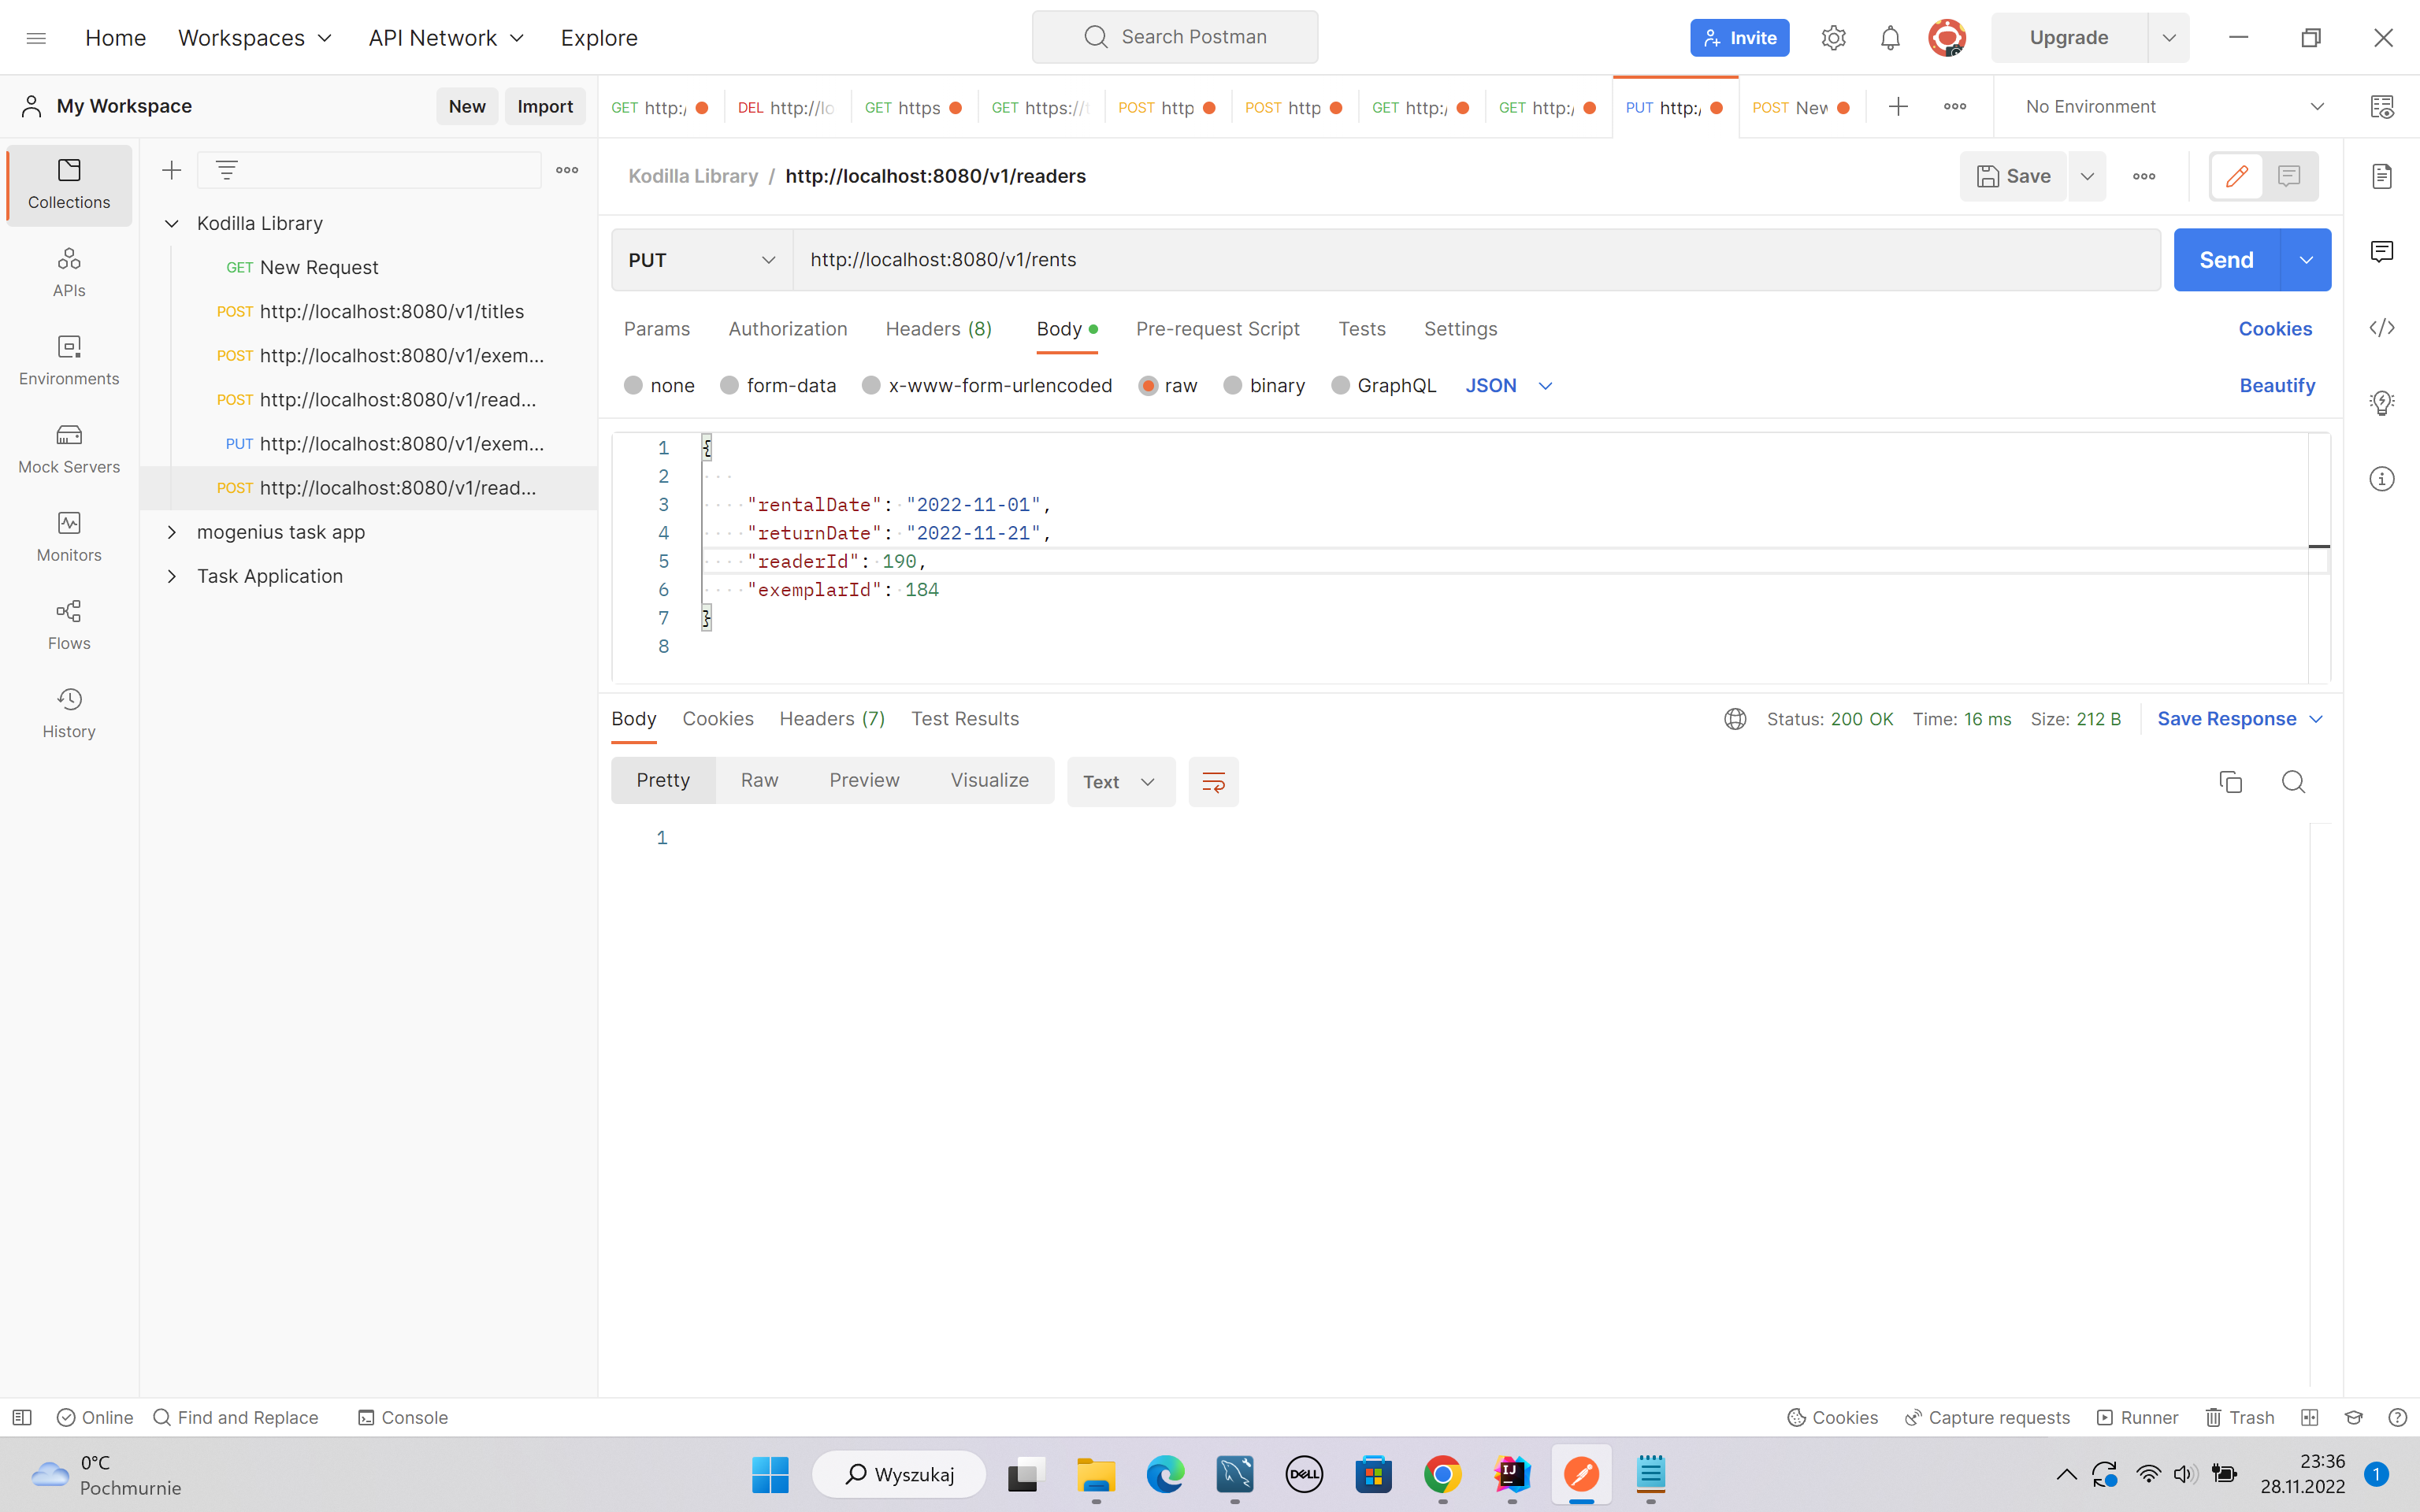 Home
Workspaces
API Network
Explore
Search Postman
Invite
Upgrade
My Workspace
New
Import
GET http:/
DEL http://lo
GET https
GET https://
POST http
POST http
GET http:/
GET http:/
PUT http:/
POST New
No Environment
Collections
APIs
Environments
Mock Servers
Monitors
Flows
History
Kodilla Library
GET New Request
POST http://localhost:8080/v1/titles
POST http://localhost:8080/v1/exem...
POST http://localhost:8080/v1/read...
PUT http://localhost:8080/v1/exem...
POST http://localhost:8080/v1/read...
mogenius task app
Task Application
Kodilla Library / http://localhost:8080/v1/readers
Save
PUT
http://localhost:8080/v1/rents
Send
Params Authorization Headers (8) Body Pre-request Script Tests Settings
Cookies
none form-data x-www-form-urlencoded raw binary GraphQL JSON
Beautify
1 {
2
3 "rentalDate": "2022-11-01",
4 "returnDate": "2022-11-21",
5 "readerId": 190,
6 "exemplarId": 184
7 }
8
Body Cookies Headers (7) Test Results
Status: 200 OK Time: 16 ms Size: 212 B
Save Response
Pretty Raw Preview Visualize
Text
1
Online
Find and Replace
Console
Cookies
Capture requests
Runner
Trash
0°C
Pochmurnie
Wyszukaj
DELL
IJ
23:36
28.11.2022
1